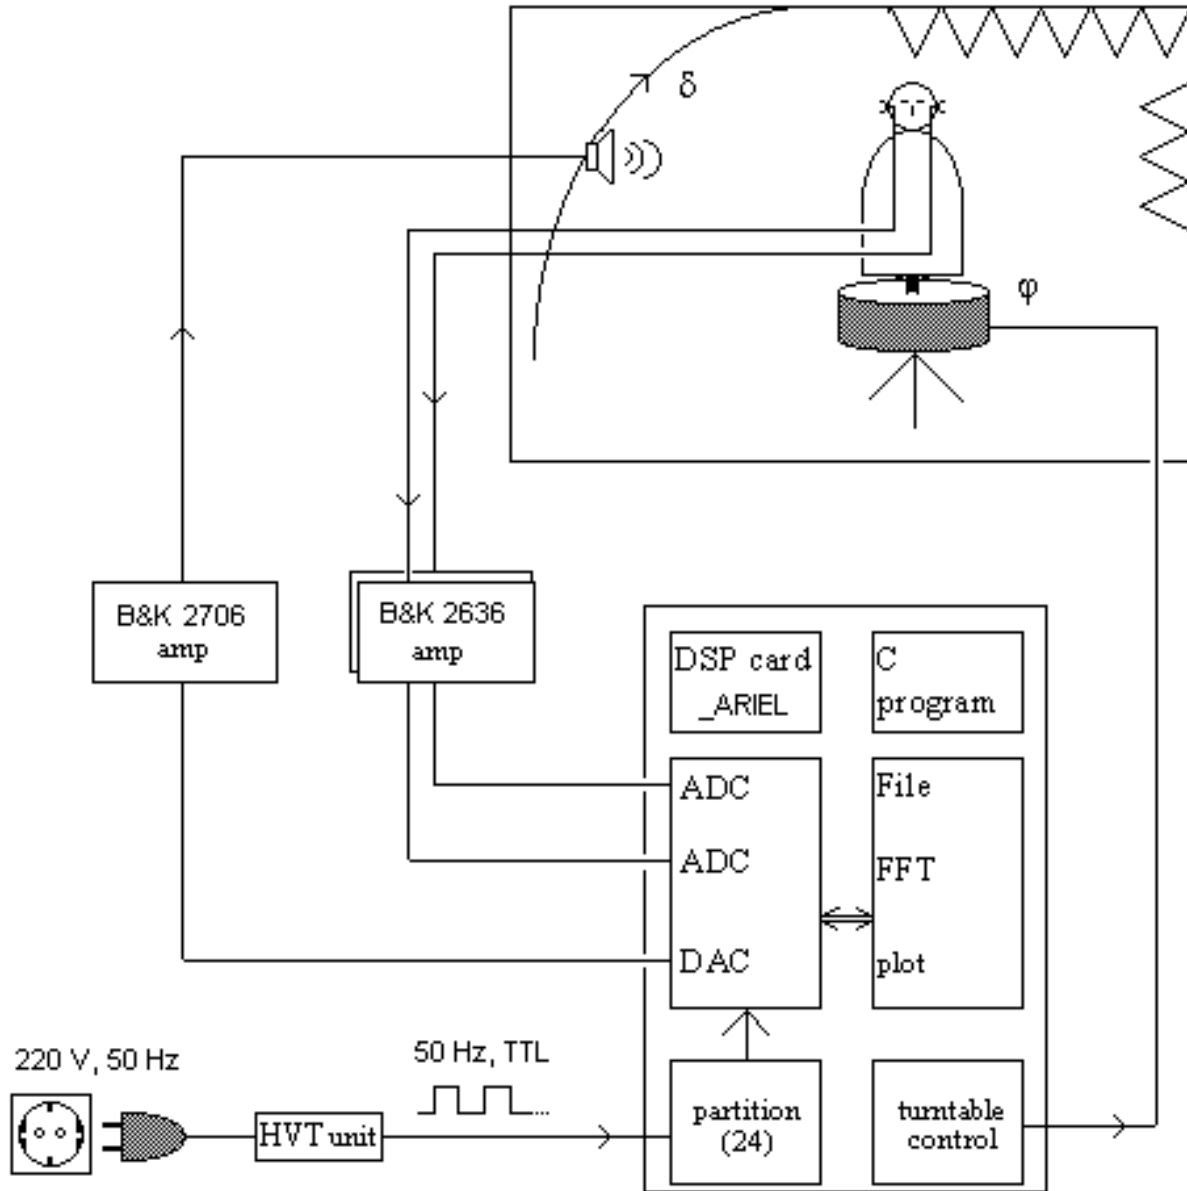 δ
φ
B&K 2706
amp
B&K 2636
amp
DSP card
_ARIEL
C
program
ADC
ADC
DAC
File
FFT
plot
220 V, 50 Hz
50 Hz, TTL
HVT unit
partition
(24)
turntable
control